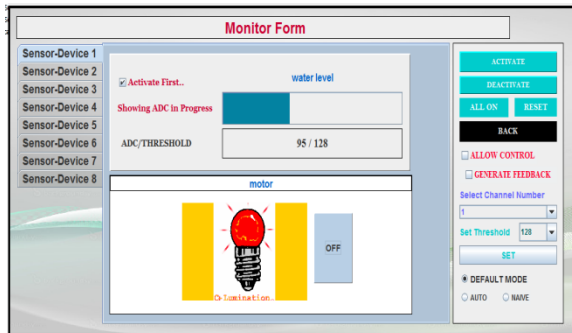 Monitor Form
Sensor-Device 1
Sensor-Device 2
Sensor-Device 3
Sensor-Device 4
Sensor-Device 5
Sensor-Device 6
Sensor-Device 7
Sensor-Device 8
Activate First..
water level
Showing ADC in Progress
ADC/THRESHOLD
95 / 128
motor
OFF
ACTIVATE
DEACTIVATE
ALL ON RESET
BACK
ALLOW CONTROL
GENERATE FEEDBACK
Select Channel Number
1
Set Threshold 128
SET
DEFAULT MODE
AUTO NAIVE